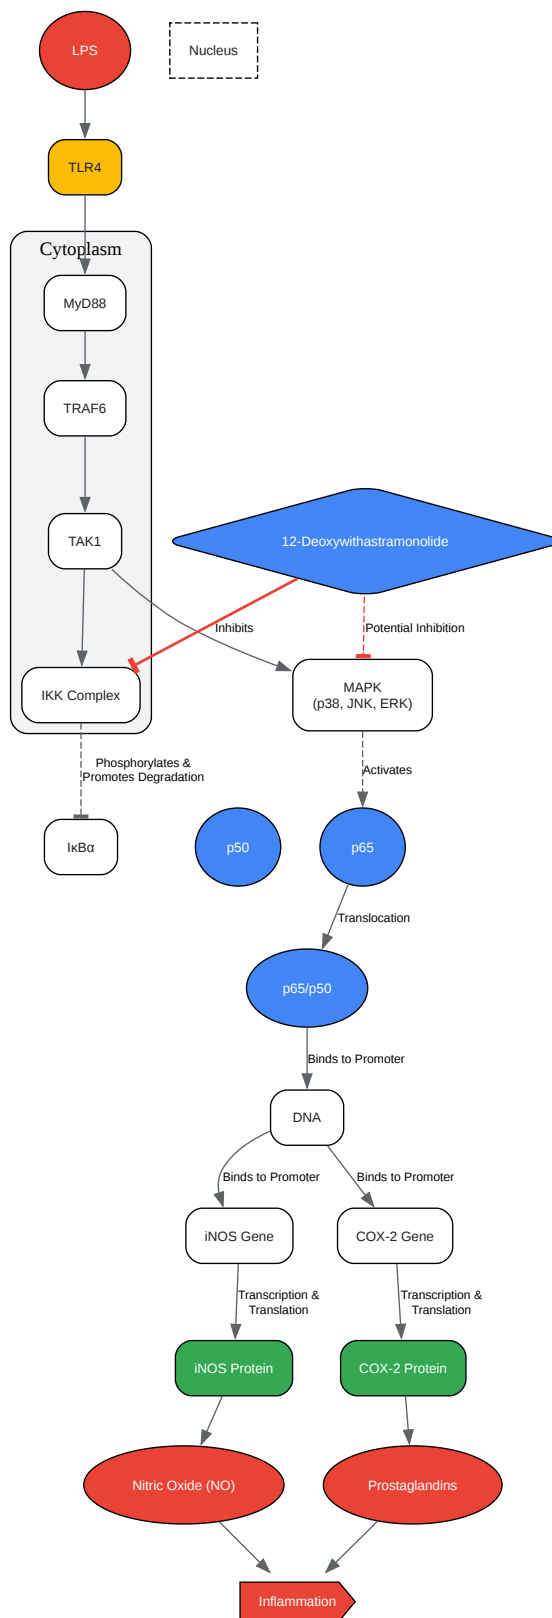 LPS
Nucleus
TLR4
Cytoplasm
MyD88
TRAF6
TAK1
12-Deoxywithastramonolide
Inhibits
Potential Inhibition
IKK Complex
MAPK
(p38, JNK, ERK)
Phosphorylates &
Promotes Degradation
Activates
IκBα
p50
p65
Translocation
p65/p50
Binds to Promoter
DNA
Binds to Promoter
Binds to Promoter
iNOS Gene
COX-2 Gene
Transcription &
Translation
Transcription &
Translation
iNOS Protein
COX-2 Protein
Nitric Oxide (NO)
Prostaglandins
Inflammation